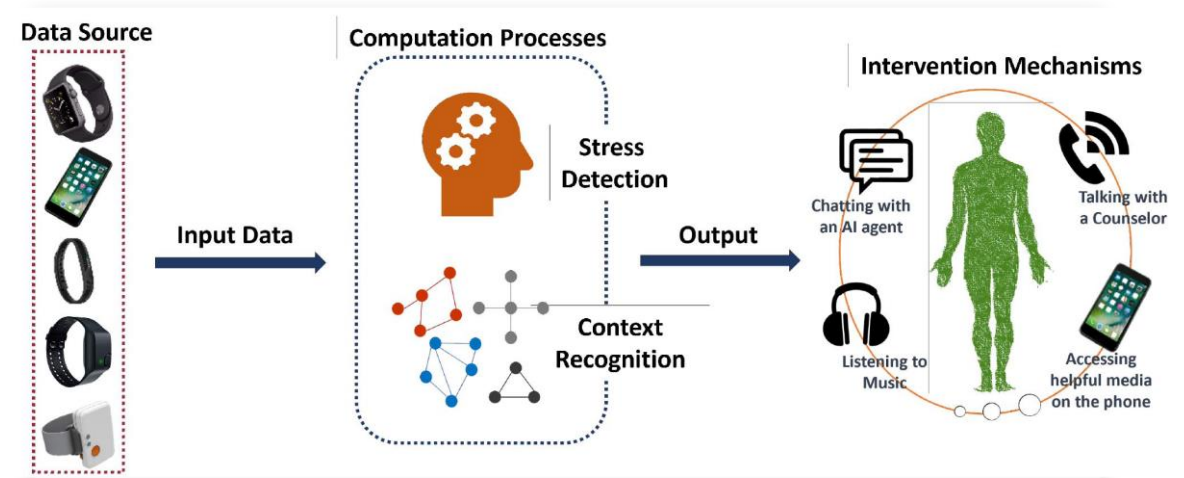 Data Source
Computation Processes
Intervention Mechanisms
Stress
Detection
Input Data
Output
Context
Recognition
Chatting with
an AI agent
Talking with
a Counselor
Listening to
Music
Accessing
helpful media
on the phone